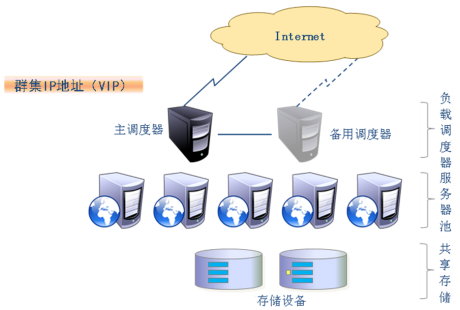 Internet
群集IP地址（VIP）
主调度器
备用调度器
负载调度器
服务器池
共享存储
存储设备